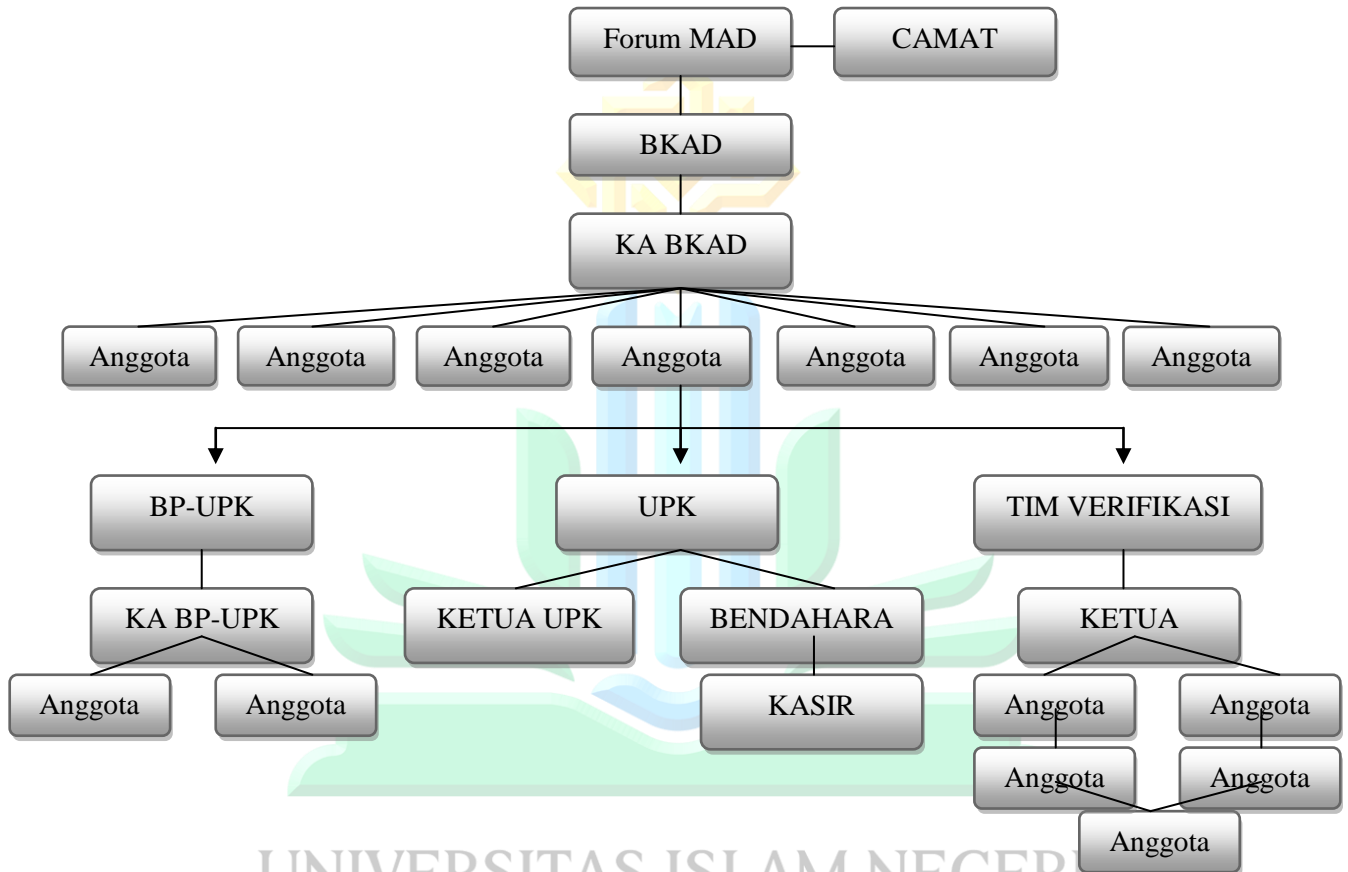 Forum MAD
CAMAT
BKAD
KA BKAD
Anggota
Anggota
Anggota
Anggota
Anggota
Anggota
Anggota
BP-UPK
UPK
TIM VERIFIKASI
KA BP-UPK
KETUA UPK
BENDAHARA
KETUA
Anggota
Anggota
KASIR
Anggota
Anggota
Anggota
Anggota
Anggota
UNIVERSITAS ISLAM NEGERI